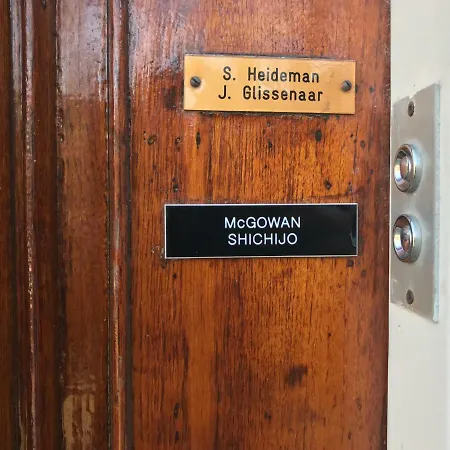 S. Heideman
J. Glissenaar
McGOWAN
SHICHIJO